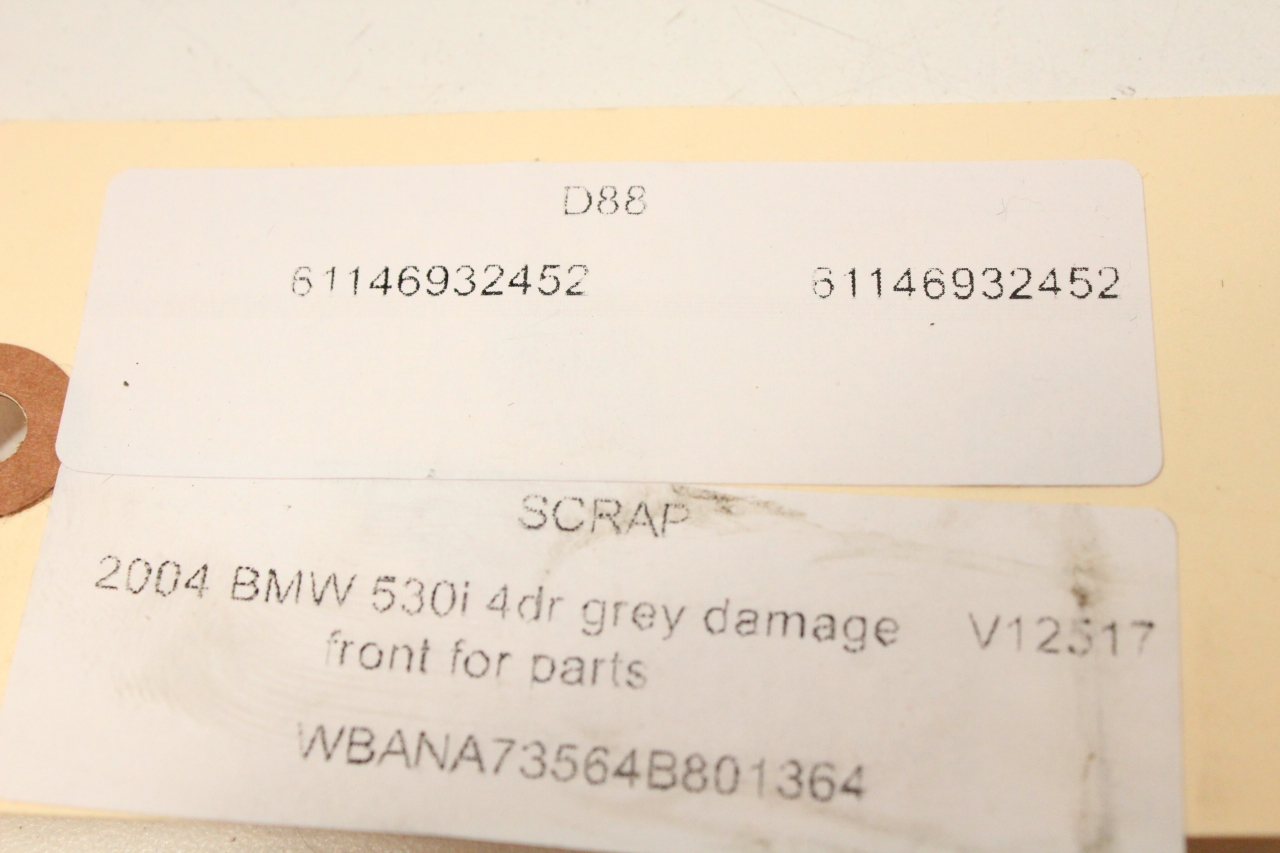 D88
61146932452 61146932452
SCRAP
2004 BMW 530i 4dr grey damage V12517
front for parts
WBANA73564B801364